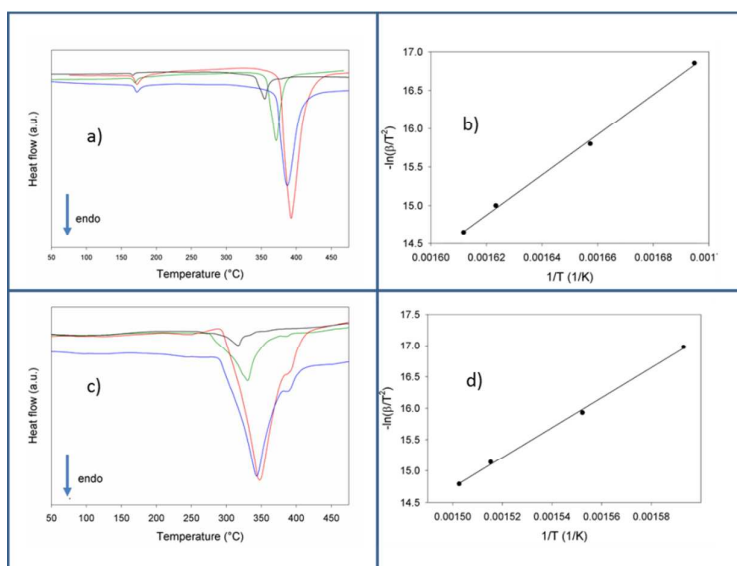 a)
Heat flow (a.u.)
endo
50 100 150 200 250 300 350 400 450
Temperature (°C)
b)
-ln(β/T²)
17.0
16.5
16.0
15.5
15.0
14.5
0.00160 0.00162 0.00164 0.00166 0.00168 0.0017
1/T (1/K)
c)
Heat flow (a.u.)
endo
50 100 150 200 250 300 350 400 450
Temperature (°C)
d)
-ln(β/T²)
17.5
17.0
16.5
16.0
15.5
15.0
14.5
0.00150 0.00152 0.00154 0.00156 0.00158
1/T (1/K)